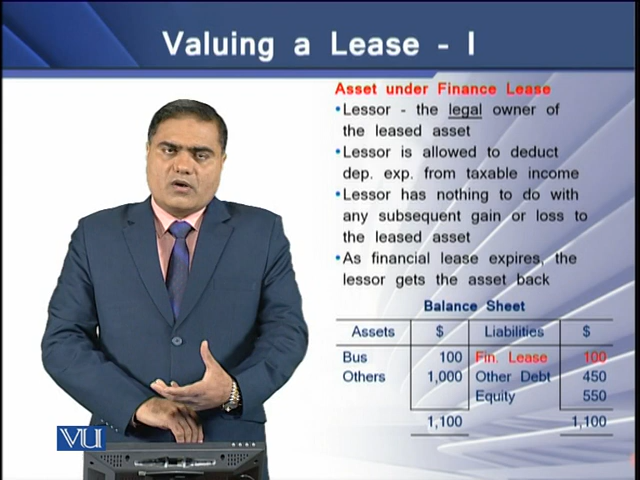 Valuing a Lease - I
Asset under Finance Lease
•Lessor - the legal owner of
the leased asset
•Lessor is allowed to deduct
dep. exp. from taxable income
•Lessor has nothing to do with
any subsequent gain or loss to
the leased asset
•As financial lease expires, the
lessor gets the asset back
Balance Sheet
Assets $ Liabilities $
Bus 100 Fin. Lease 100
Others 1,000 Other Debt 450
Equity 550
1,100 1,100
VU